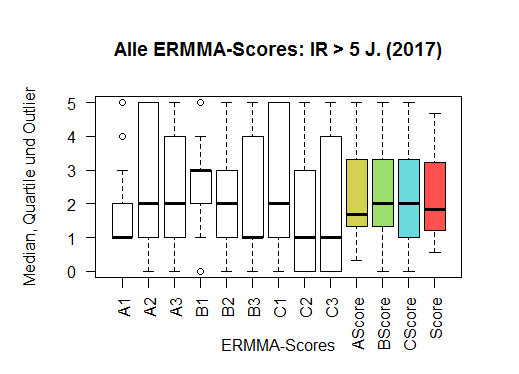 Alle ERMMA-Scores: IR > 5 J. (2017)
Median, Quartile und Outlier
5
4
3
2
1
0
A1
A2
A3
B1
B2
B3
C1
C2
C3
AScore
BScore
CScore
Score
ERMMA-Scores